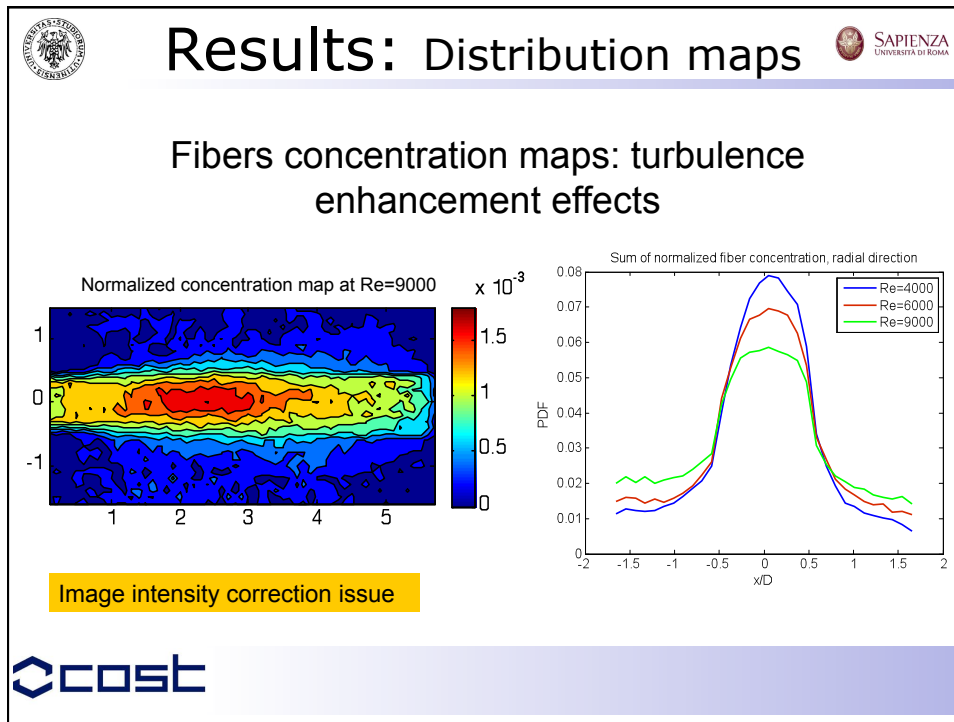 Results: Distribution maps
SAPIENZA
UNIVERSITÀ DI ROMA
Fibers concentration maps: turbulence
enhancement effects
Normalized concentration map at Re=9000
x 10⁻³
1
0
-1
1 2 3 4 5
1.5
1
0.5
0
Sum of normalized fiber concentration, radial direction
Re=4000
Re=6000
Re=9000
PDF
0.08
0.07
0.06
0.05
0.04
0.03
0.02
0.01
0
-2 -1.5 -1 -0.5 0 0.5 1 1.5 2
x/D
Image intensity correction issue
cost